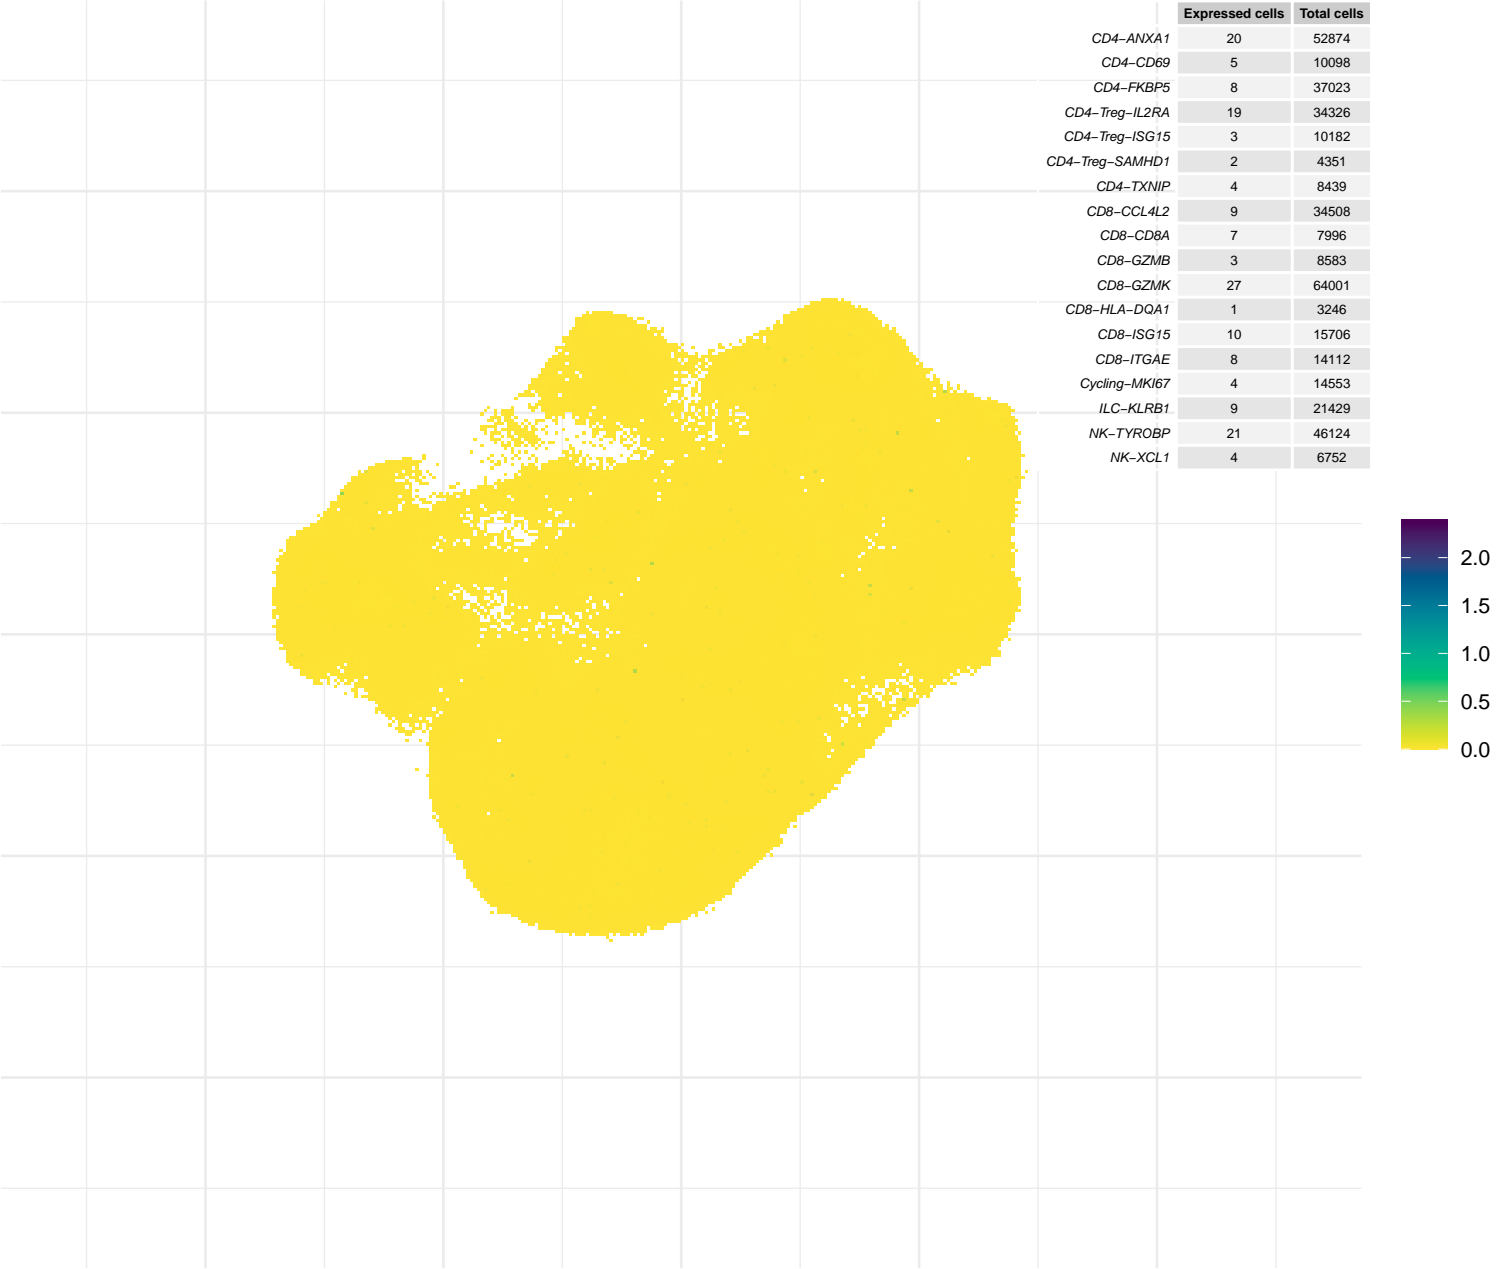 Expressed cells Total cells
CD4−ANXA1 20 52874
CD4−CD69 5 10098
CD4−FKBP5 8 37023
CD4−Treg−IL2RA 19 34326
CD4−Treg−ISG15 3 10182
CD4−Treg−SAMHD1 2 4351
CD4−TXNIP 4 8439
CD8−CCL4L2 9 34508
CD8−CD8A 7 7996
CD8−GZMB 3 8583
CD8−GZMK 27 64001
CD8−HLA−DQA1 1 3246
CD8−ISG15 10 15706
CD8−ITGAE 8 14112
Cycling−MKI67 4 14553
ILC−KLRB1 9 21429
NK−TYROBP 21 46124
NK−XCL1 4 6752
2.0
1.5
1.0
0.5
0.0